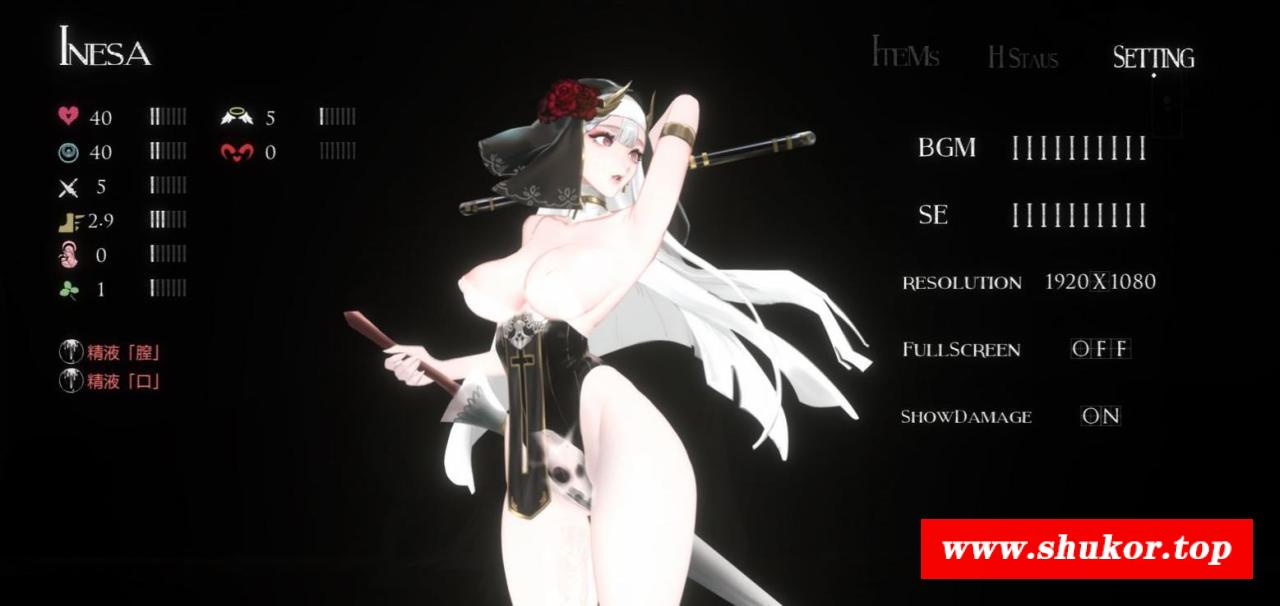 INESA
ITEMS H STAUS SETTING
40 5
40 0
5
2.9
0
1
精液「膣」
精液「口」
BGM
SE
RESOLUTION 1920X1080
FULLSCREEN OFF
SHOWDAMAGE ON
www.shukor.top